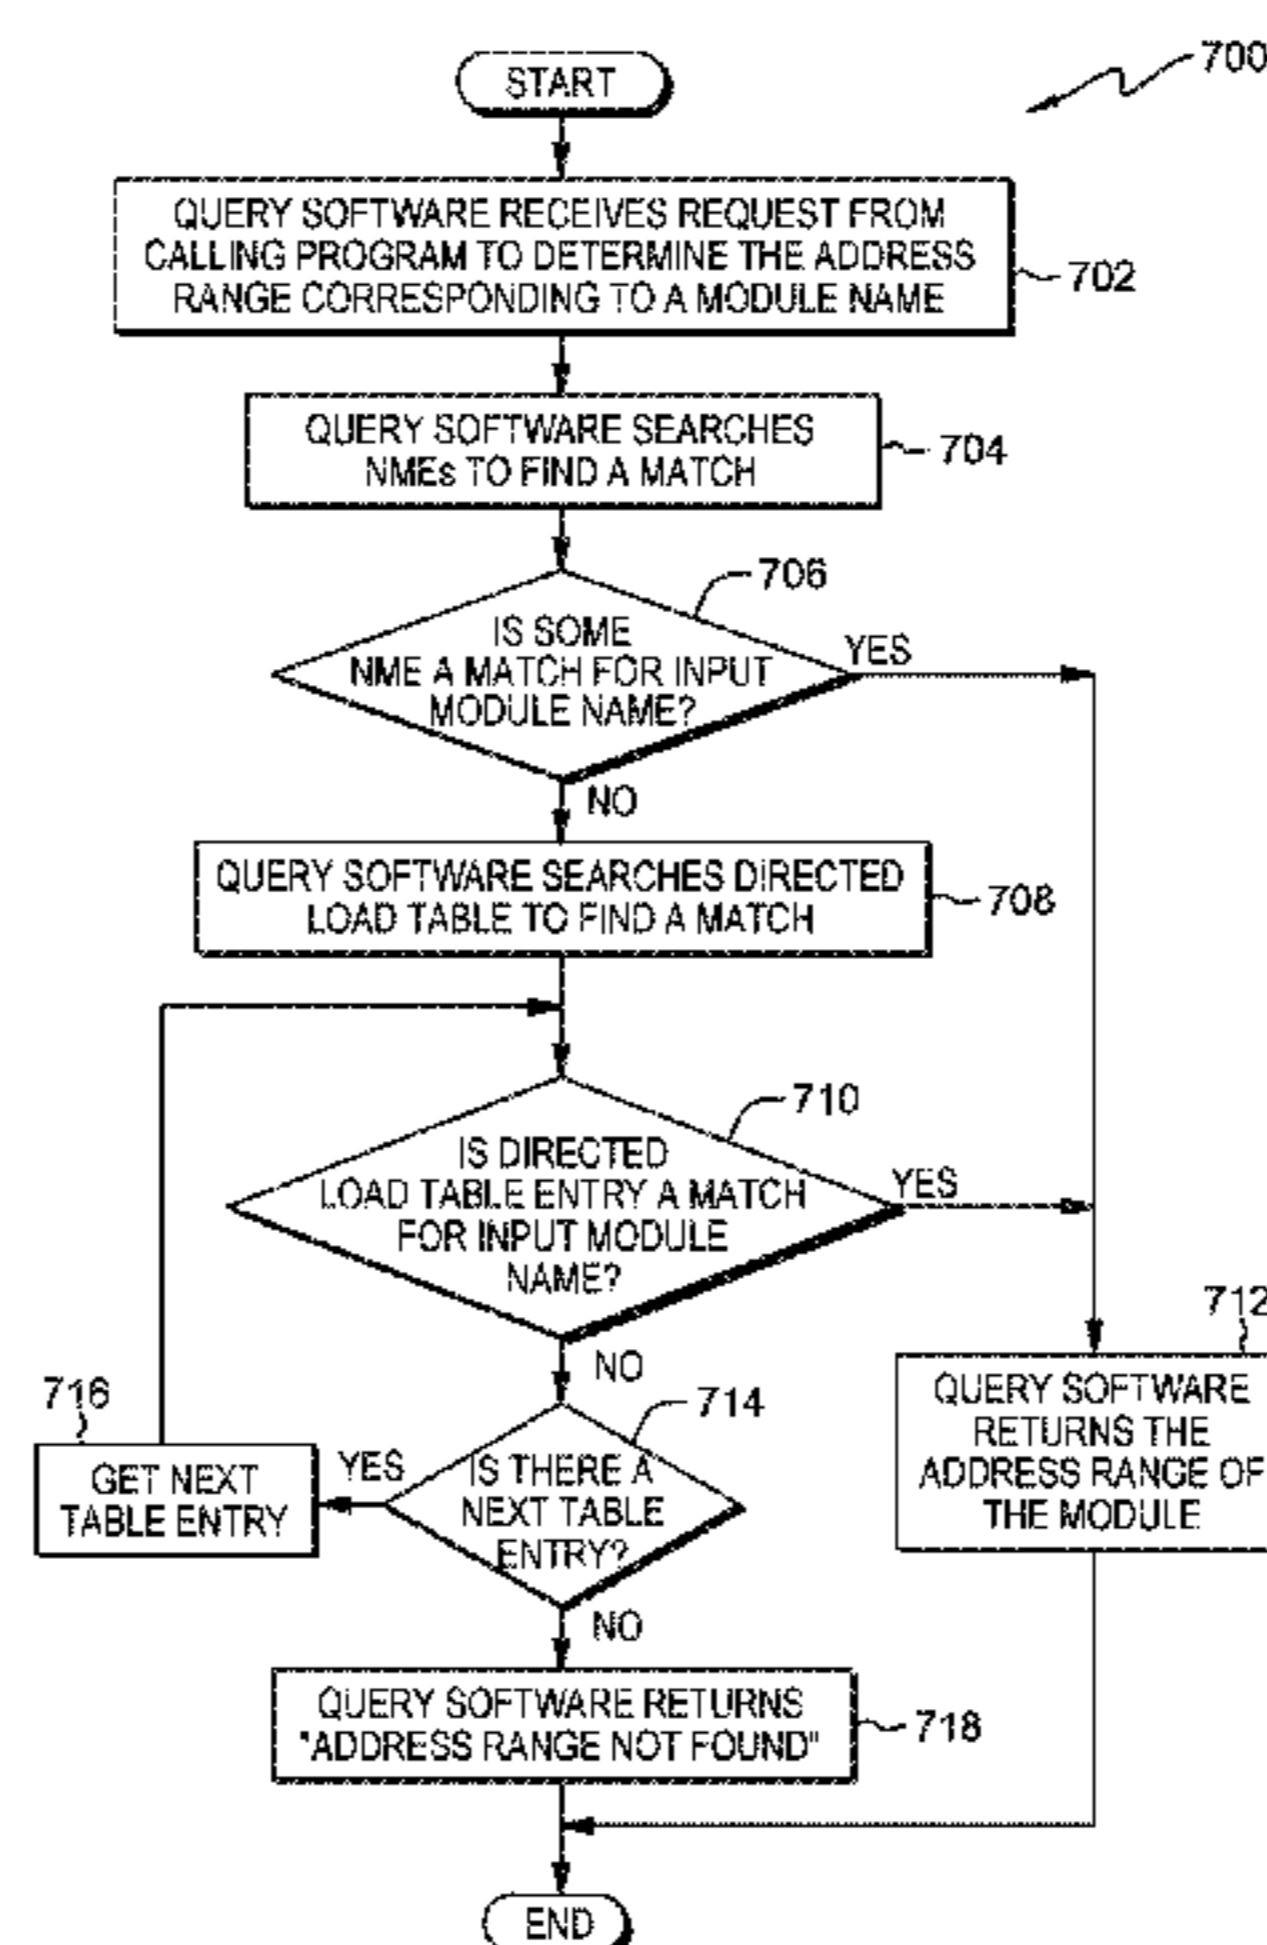 700
START
QUERY SOFTWARE RECEIVES REQUEST FROM
CALLING PROGRAM TO DETERMINE THE ADDRESS
RANGE CORRESPONDING TO A MODULE NAME
702
QUERY SOFTWARE SEARCHES
NMEs TO FIND A MATCH
704
706
IS SOME
NME A MATCH FOR INPUT
MODULE NAME?
YES
NO
QUERY SOFTWARE SEARCHES DIRECTED
LOAD TABLE TO FIND A MATCH
708
710
IS DIRECTED
LOAD TABLE ENTRY A MATCH
FOR INPUT MODULE
NAME?
YES
NO
712
QUERY SOFTWARE
RETURNS THE
ADDRESS RANGE OF
THE MODULE
714
IS THERE A
NEXT TABLE
ENTRY?
YES
716
GET NEXT
TABLE ENTRY
NO
QUERY SOFTWARE RETURNS
"ADDRESS RANGE NOT FOUND"
718
END